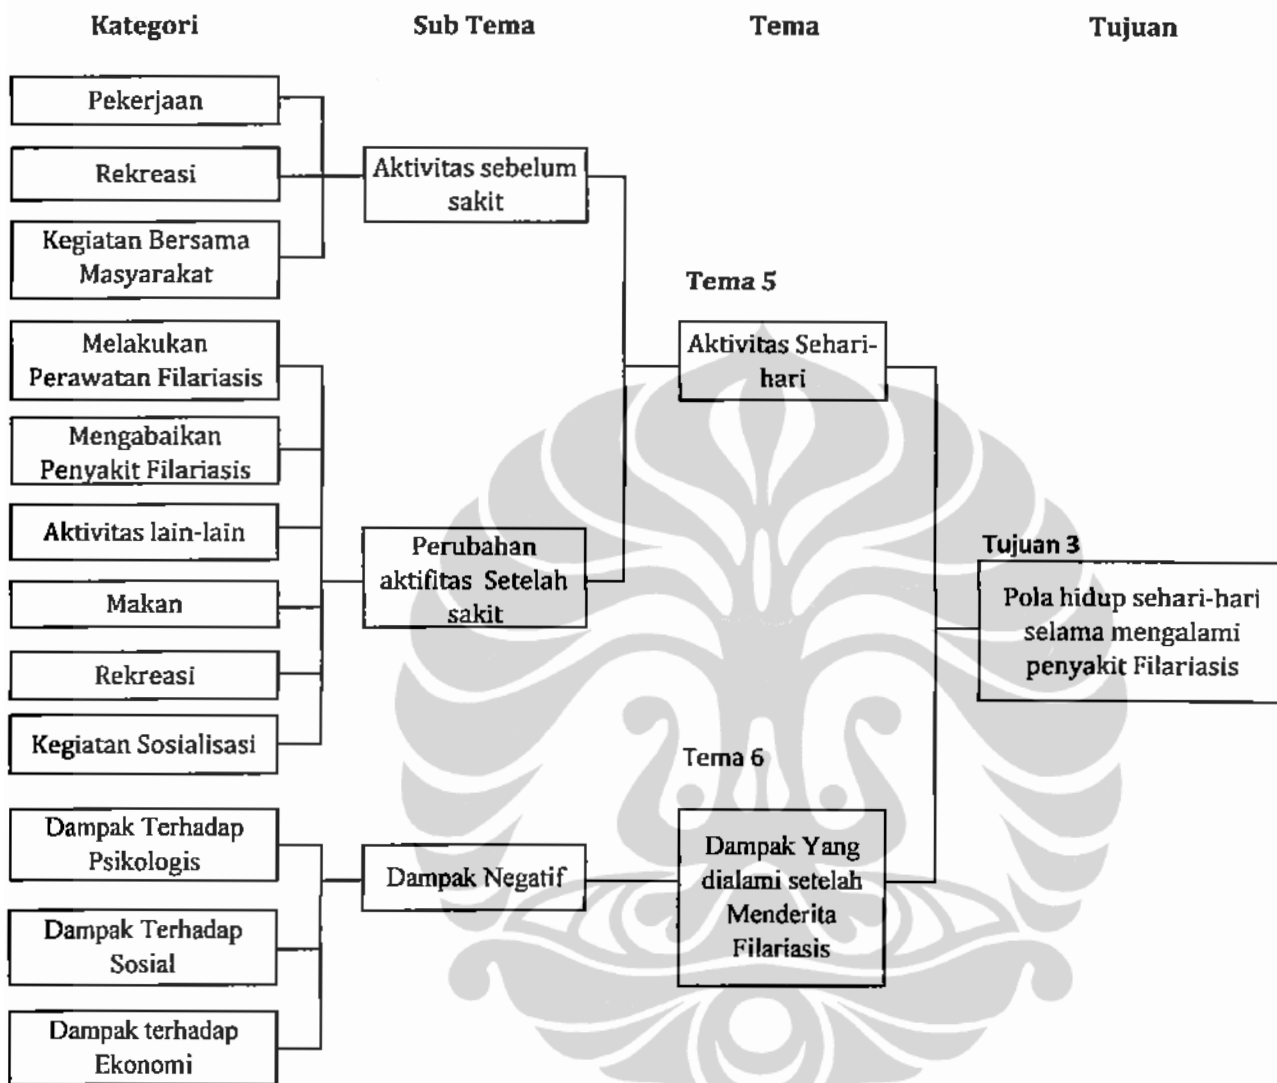 Kategori
Sub Tema
Tema
Tujuan
Pekerjaan
Rekreasi
Kegiatan Bersama
Masyarakat
Melakukan
Perawatan Filariasis
Mengabaikan
Penyakit Filariasis
Aktivitas lain-lain
Makan
Rekreasi
Kegiatan Sosialisasi
Dampak Terhadap
Psikologis
Dampak Terhadap
Sosial
Dampak terhadap
Ekonomi
Aktivitas sebelum
sakit
Perubahan
aktifitas Setelah
sakit
Dampak Negatif
Tema 5
Aktivitas Sehari-
hari
Tema 6
Dampak Yang
dialami setelah
Menderita
Filariasis
Tujuan 3
Pola hidup sehari-hari
selama mengalami
penyakit Filariasis